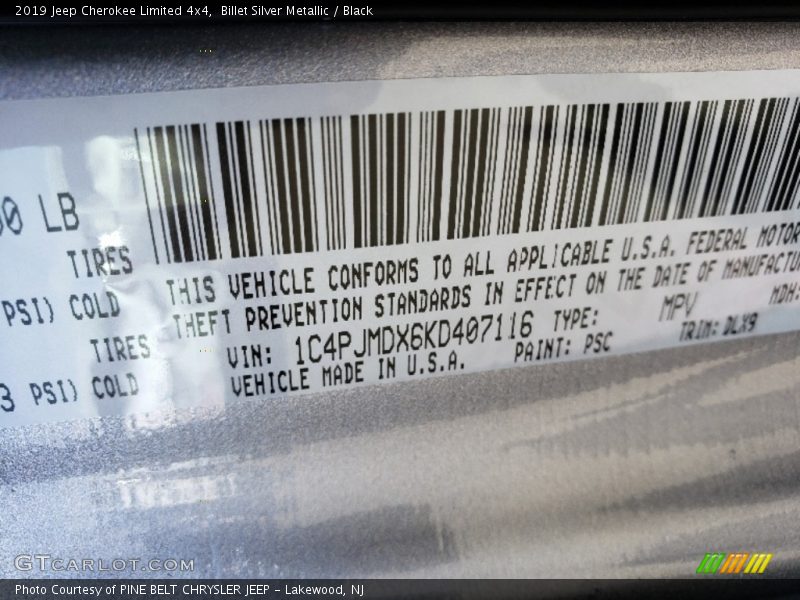 2019 Jeep Cherokee Limited 4x4,  Billet Silver Metallic / Black
LB
TIRES
PSI) COLD
TIRES
3 PSI) COLD
THIS VEHICLE CONFORMS TO ALL APPLICABLE U.S.A. FEDERAL MOTOR
THEFT PREVENTION STANDARDS IN EFFECT ON THE DATE OF MANUFACTU
VIN: 1C4PJMDX6KD407116 TYPE: MPV MDH:
VEHICLE MADE IN U.S.A. PAINT: PSC TRIM: DLX9
GTCARLOT.COM
Photo Courtesy of PINE BELT CHRYSLER JEEP - Lakewood, NJ